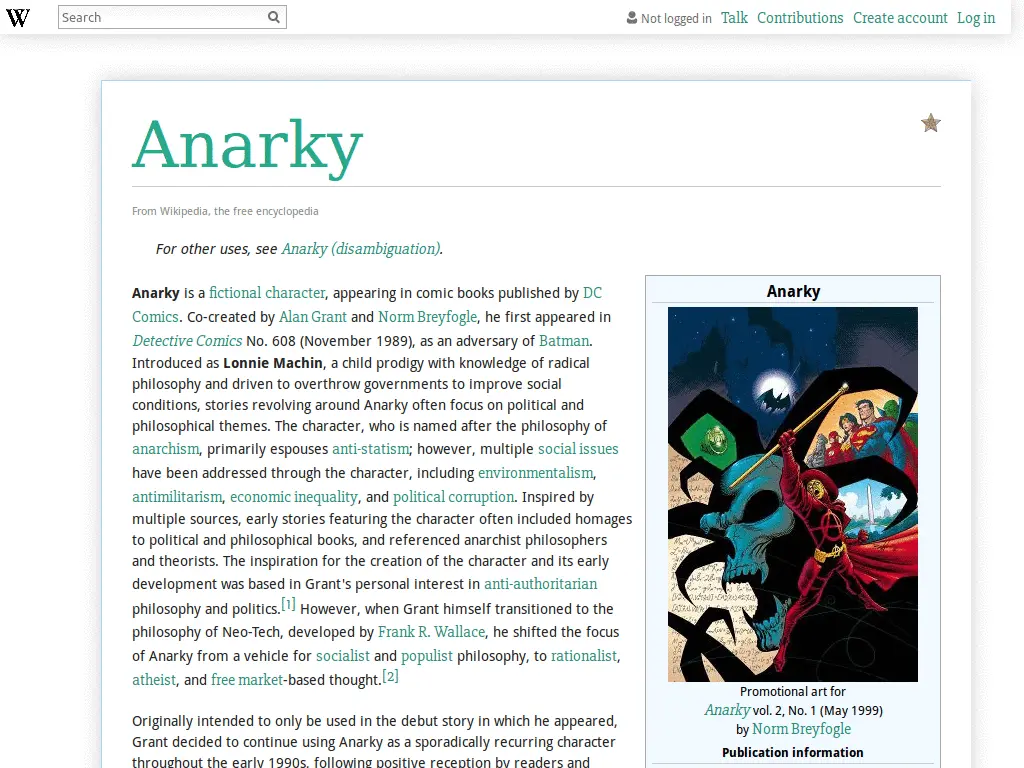 W
Search
Not logged in Talk Contributions Create account Log in
Anarky
From Wikipedia, the free encyclopedia
For other uses, see Anarky (disambiguation).
Anarky is a fictional character, appearing in comic books published by DC
Comics. Co-created by Alan Grant and Norm Breyfogle, he first appeared in
Detective Comics No. 608 (November 1989), as an adversary of Batman.
Introduced as Lonnie Machin, a child prodigy with knowledge of radical
philosophy and driven to overthrow governments to improve social
conditions, stories revolving around Anarky often focus on political and
philosophical themes. The character, who is named after the philosophy of
anarchism, primarily espouses anti-statism; however, multiple social issues
have been addressed through the character, including environmentalism,
antimilitarism, economic inequality, and political corruption. Inspired by
multiple sources, early stories featuring the character often included homages
to political and philosophical books, and referenced anarchist philosophers
and theorists. The inspiration for the creation of the character and its early
development was based in Grant's personal interest in anti-authoritarian
philosophy and politics.[1] However, when Grant himself transitioned to the
philosophy of Neo-Tech, developed by Frank R. Wallace, he shifted the focus
of Anarky from a vehicle for socialist and populist philosophy, to rationalist,
atheist, and free market-based thought.[2]
Originally intended to only be used in the debut story in which he appeared,
Grant decided to continue using Anarky as a sporadically recurring character
throughout the early 1990s, following positive reception by readers and
Anarky
Promotional art for
Anarky vol. 2, No. 1 (May 1999)
by Norm Breyfogle
Publication information